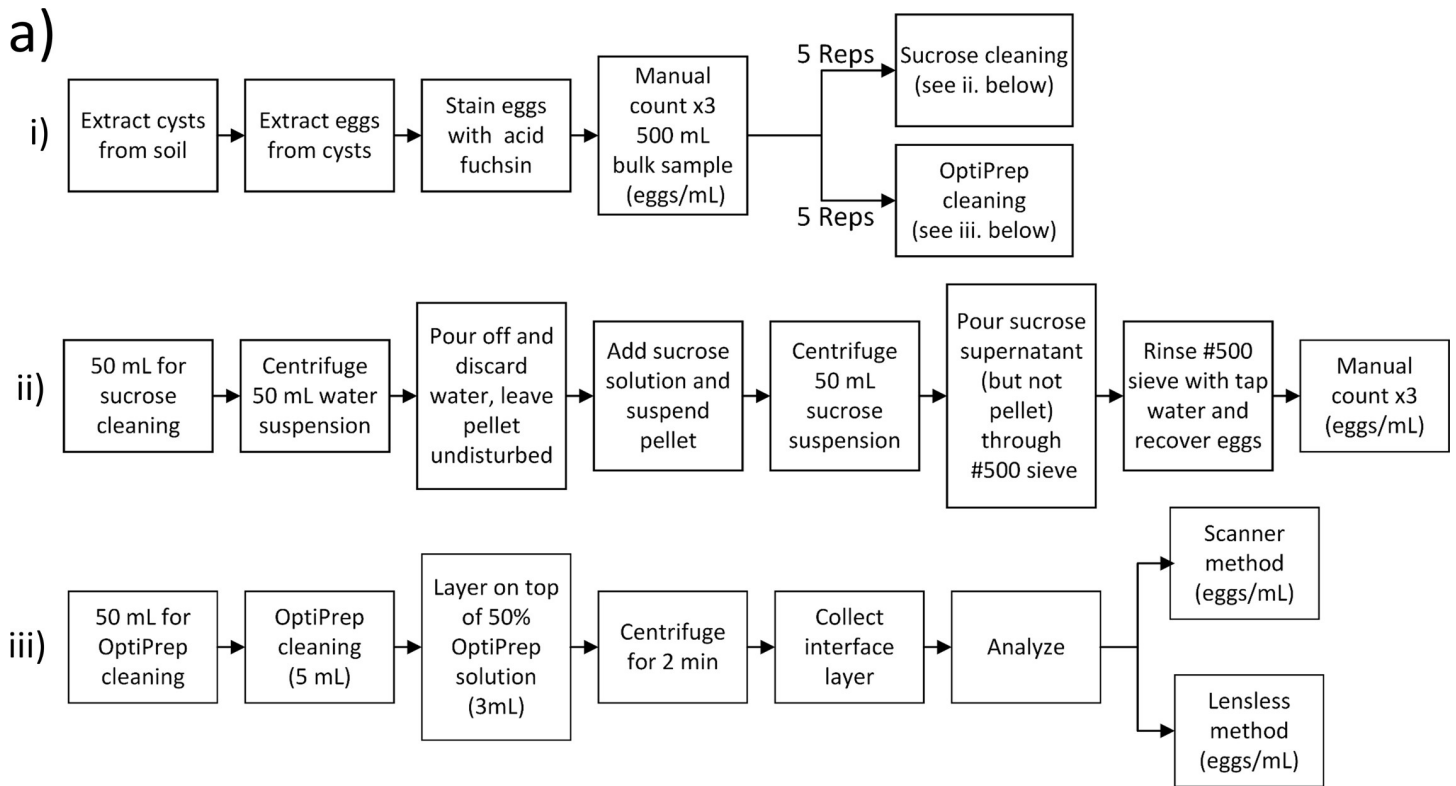 a)
i)
Extract cysts
from soil
Extract eggs
from cysts
Stain eggs
with acid
fuchsin
Manual
count x3
500 mL
bulk sample
(eggs/mL)
5 Reps
Sucrose cleaning
(see ii. below)
5 Reps
OptiPrep
cleaning
(see iii. below)
ii)
50 mL for
sucrose
cleaning
Centrifuge
50 mL water
suspension
Pour off and
discard
water, leave
pellet
undisturbed
Add sucrose
solution and
suspend
pellet
Centrifuge
50 mL
sucrose
suspension
Pour sucrose
supernatant
(but not
pellet)
through
#500 sieve
Rinse #500
sieve with tap
water and
recover eggs
Manual
count x3
(eggs/mL)
iii)
50 mL for
OptiPrep
cleaning
OptiPrep
cleaning
(5 mL)
Layer on top
of 50%
OptiPrep
solution
(3mL)
Centrifuge
for 2 min
Collect
interface
layer
Analyze
Scanner
method
(eggs/mL)
Lensless
method
(eggs/mL)